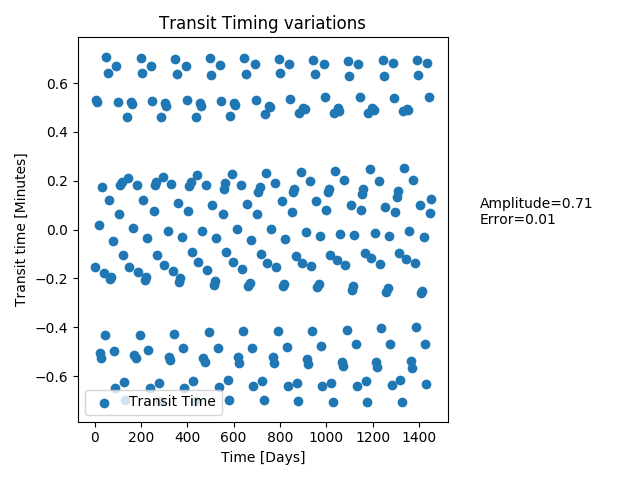 Transit Timing variations
Transit time [Minutes]
0.6
0.4
0.2
0.0
−0.2
−0.4
−0.6
Transit Time
0 200 400 600 800 1000 1200 1400
Time [Days]
Amplitude=0.71
Error=0.01